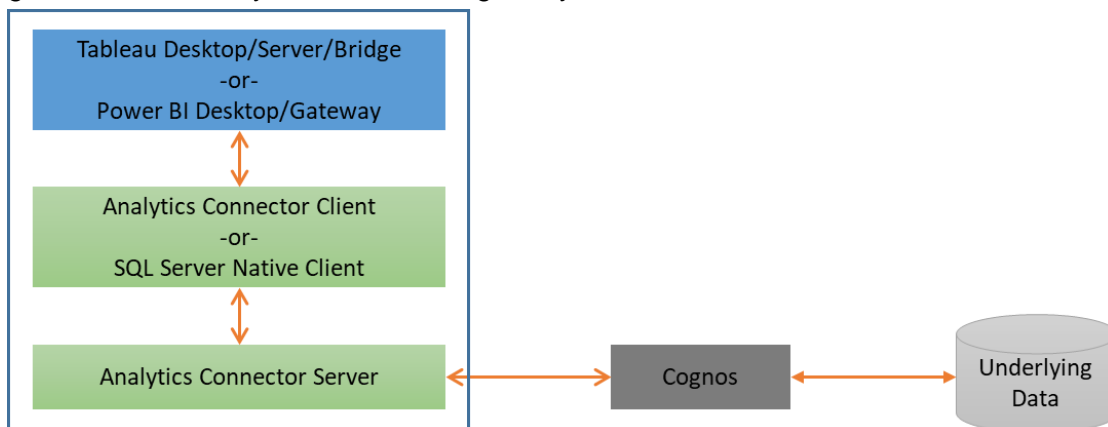 Tableau Desktop/Server/Bridge
-or-
Power BI Desktop/Gateway
Analytics Connector Client
-or-
SQL Server Native Client
Analytics Connector Server
Cognos
Underlying
Data